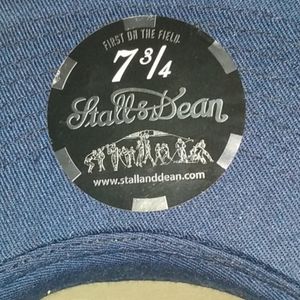 FIRST ON THE FIELD.
7 3/4
Stall & Dean
www.stallanddean.com